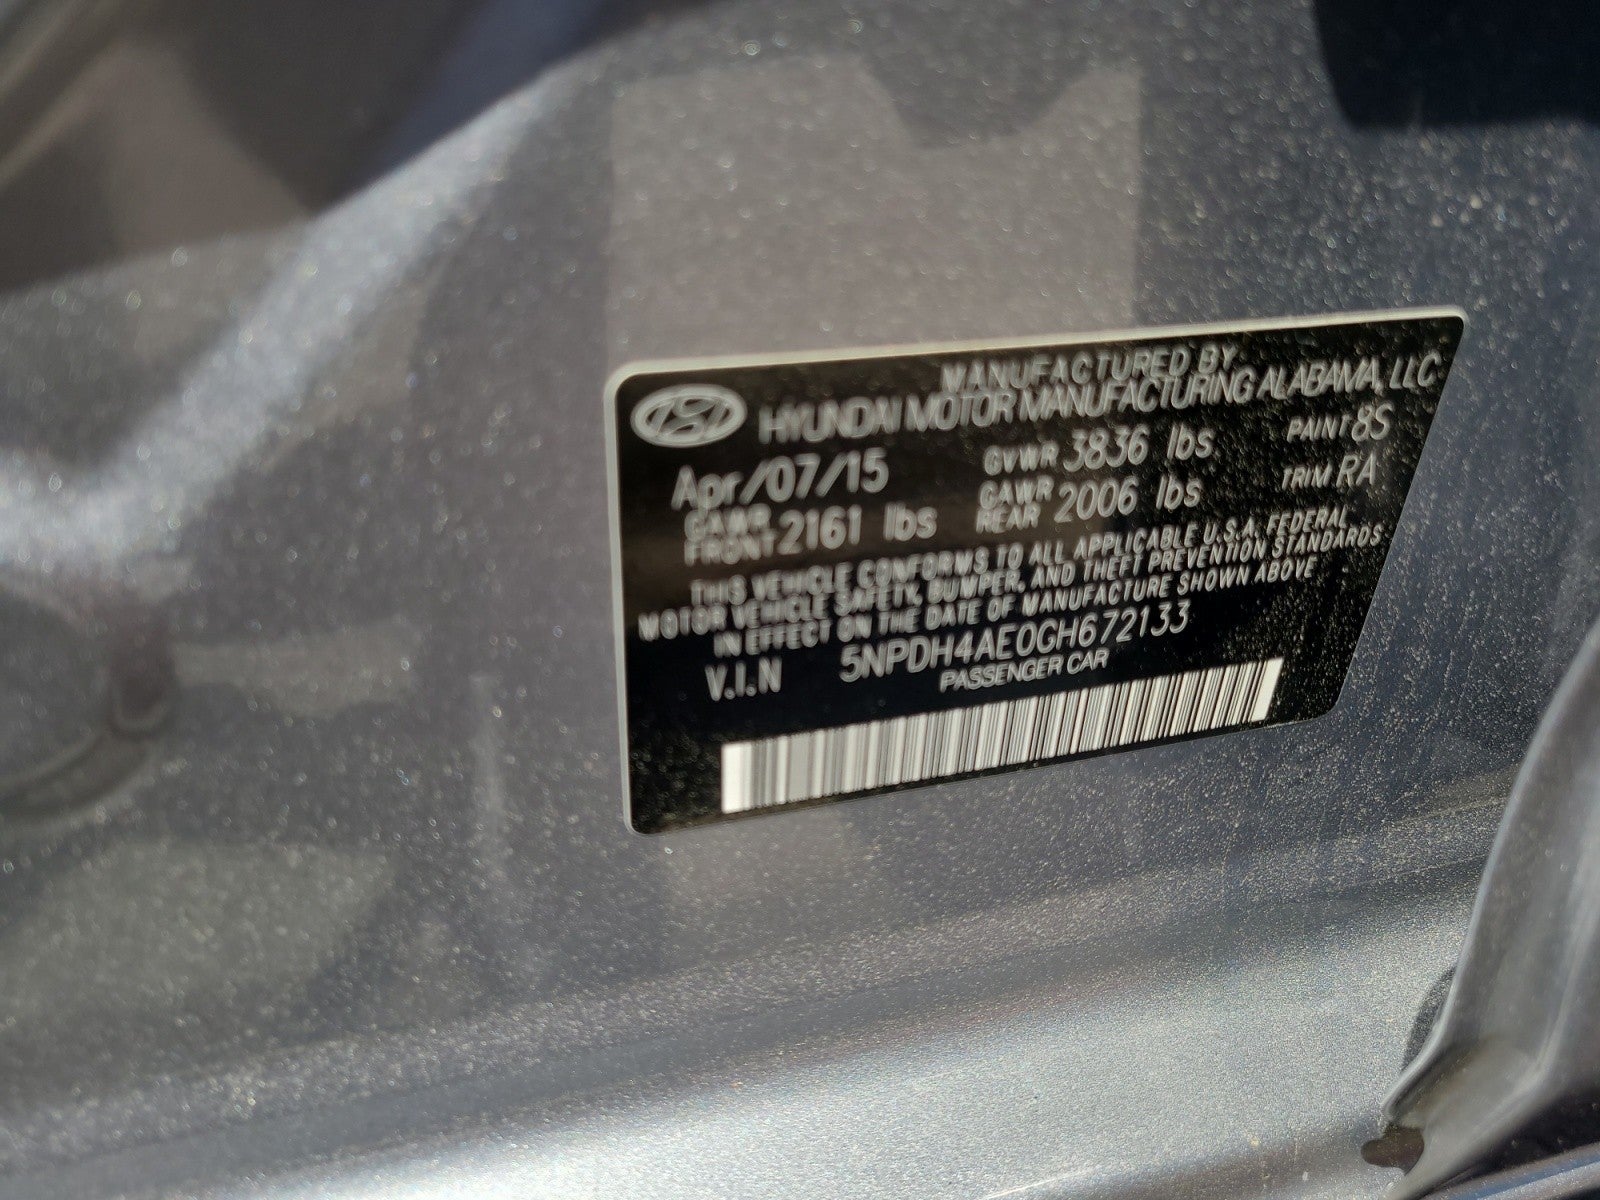 MANUFACTURED BY
HYUNDAI MOTOR MANUFACTURING ALABAMA, LLC
Apr/07/15 GVWR 3836 lbs PAINT 8S
GAWR FRONT 2161 lbs GAWR REAR 2006 lbs TRIM RA
THIS VEHICLE CONFORMS TO ALL APPLICABLE U.S.A. FEDERAL
MOTOR VEHICLE SAFETY, BUMPER, AND THEFT PREVENTION STANDARDS
IN EFFECT ON THE DATE OF MANUFACTURE SHOWN ABOVE
V.I.N 5NPDH4AE0GH672133
PASSENGER CAR